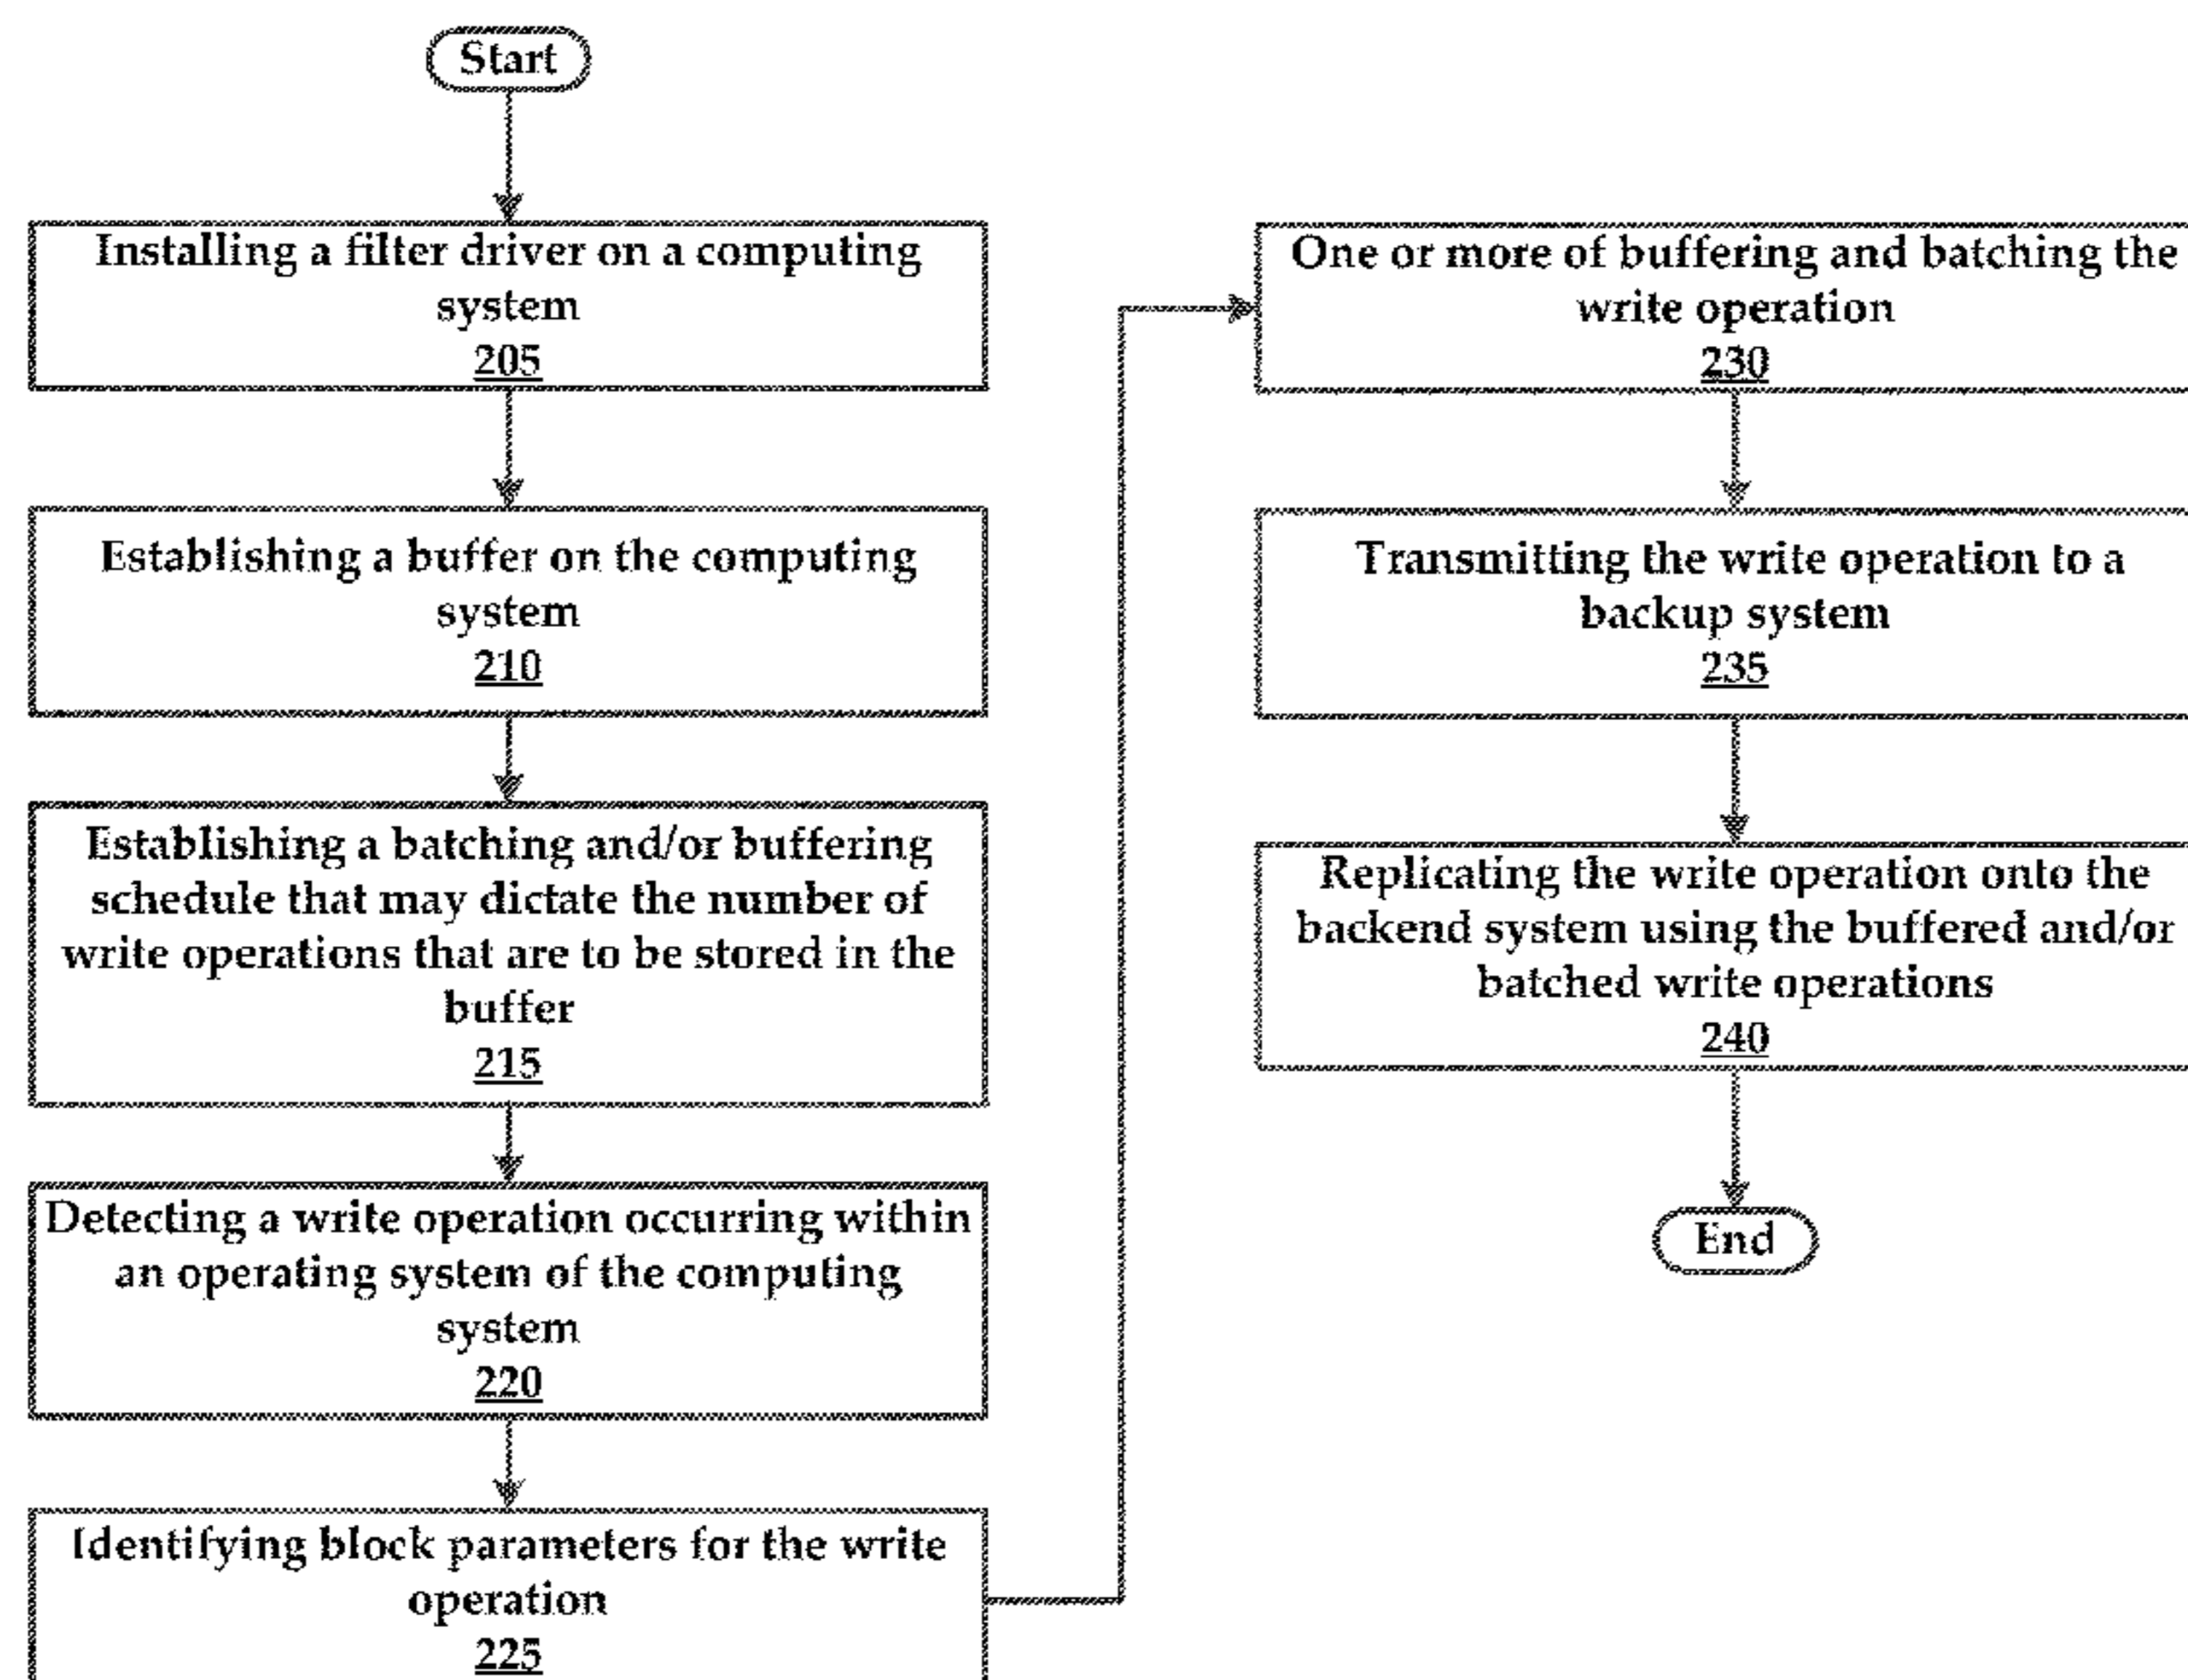 Start
Installing a filter driver on a computing
system
205
Establishing a buffer on the computing
system
210
Establishing a batching and/or buffering
schedule that may dictate the number of
write operations that are to be stored in the
buffer
215
Detecting a write operation occurring within
an operating system of the computing
system
220
Identifying block parameters for the write
operation
225
One or more of buffering and batching the
write operation
230
Transmitting the write operation to a
backup system
235
Replicating the write operation onto the
backend system using the buffered and/or
batched write operations
240
End